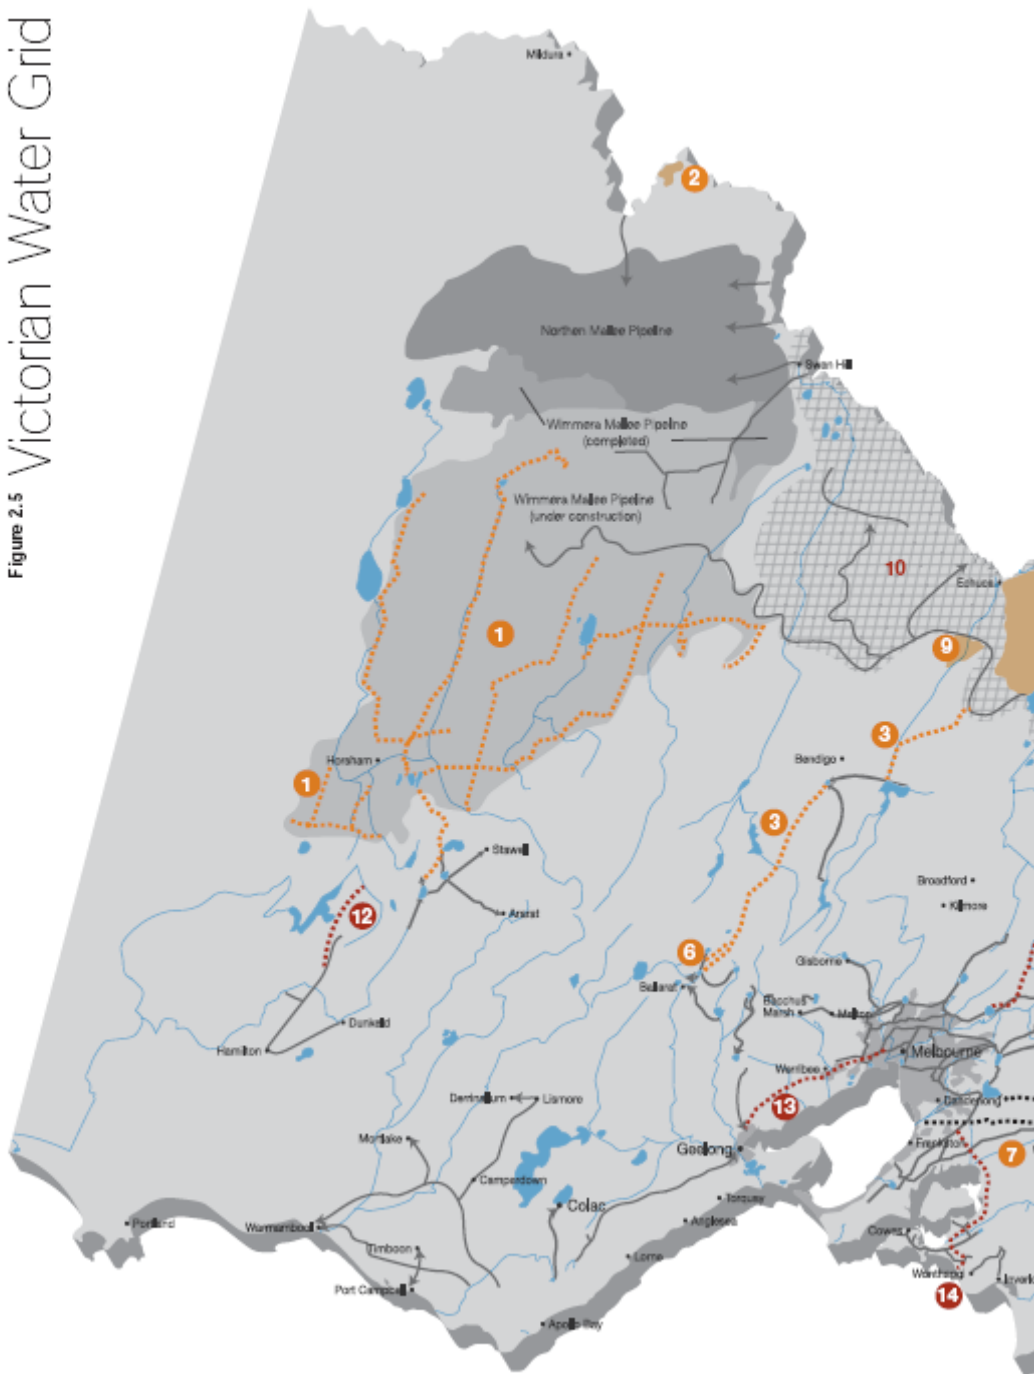 Figure 2.5 Victorian Water Grid
Mildura
2
Northen Mallee Pipeline
Swan Hill
Wimmera Mallee Pipeline
(completed)
Wimmera Mallee Pipeline
(under construction)
10
Echuca
1
9
3
Bendigo
Horsham
1
3
Stawell
Broadford
Kilmore
12
Ararat
6
Gisborne
Ballarat
Bacchus
Marsh
Melton
Dunkeld
Hamilton
Melbourne
Werribee
Derrinallum
Lismore
13
Dandenong
Mortlake
Geelong
Frankston
7
Camperdown
Colac
Torquay
Portland
Warrnambool
Anglesea
Cowes
Timboon
Lorne
Wonthaggi
Port Campbell
14
Inverl
Apollo Bay